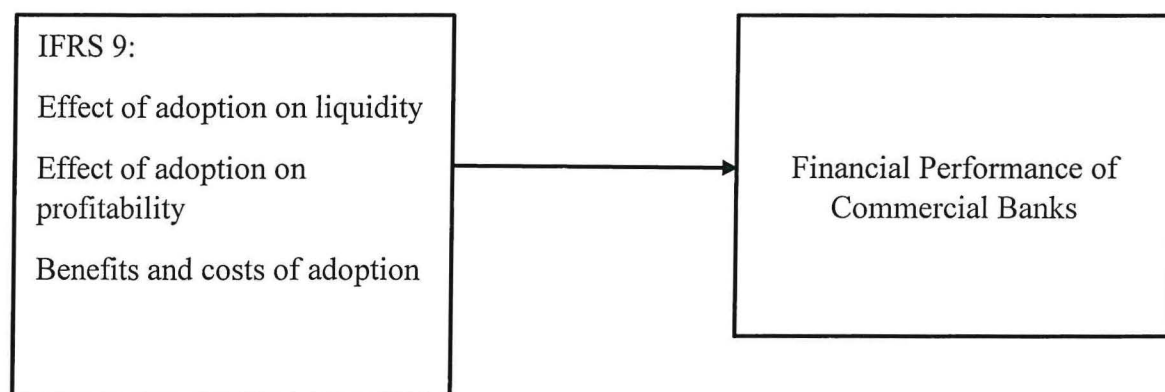 IFRS 9:
Effect of adoption on liquidity
Effect of adoption on
profitability
Benefits and costs of adoption
Financial Performance of
Commercial Banks